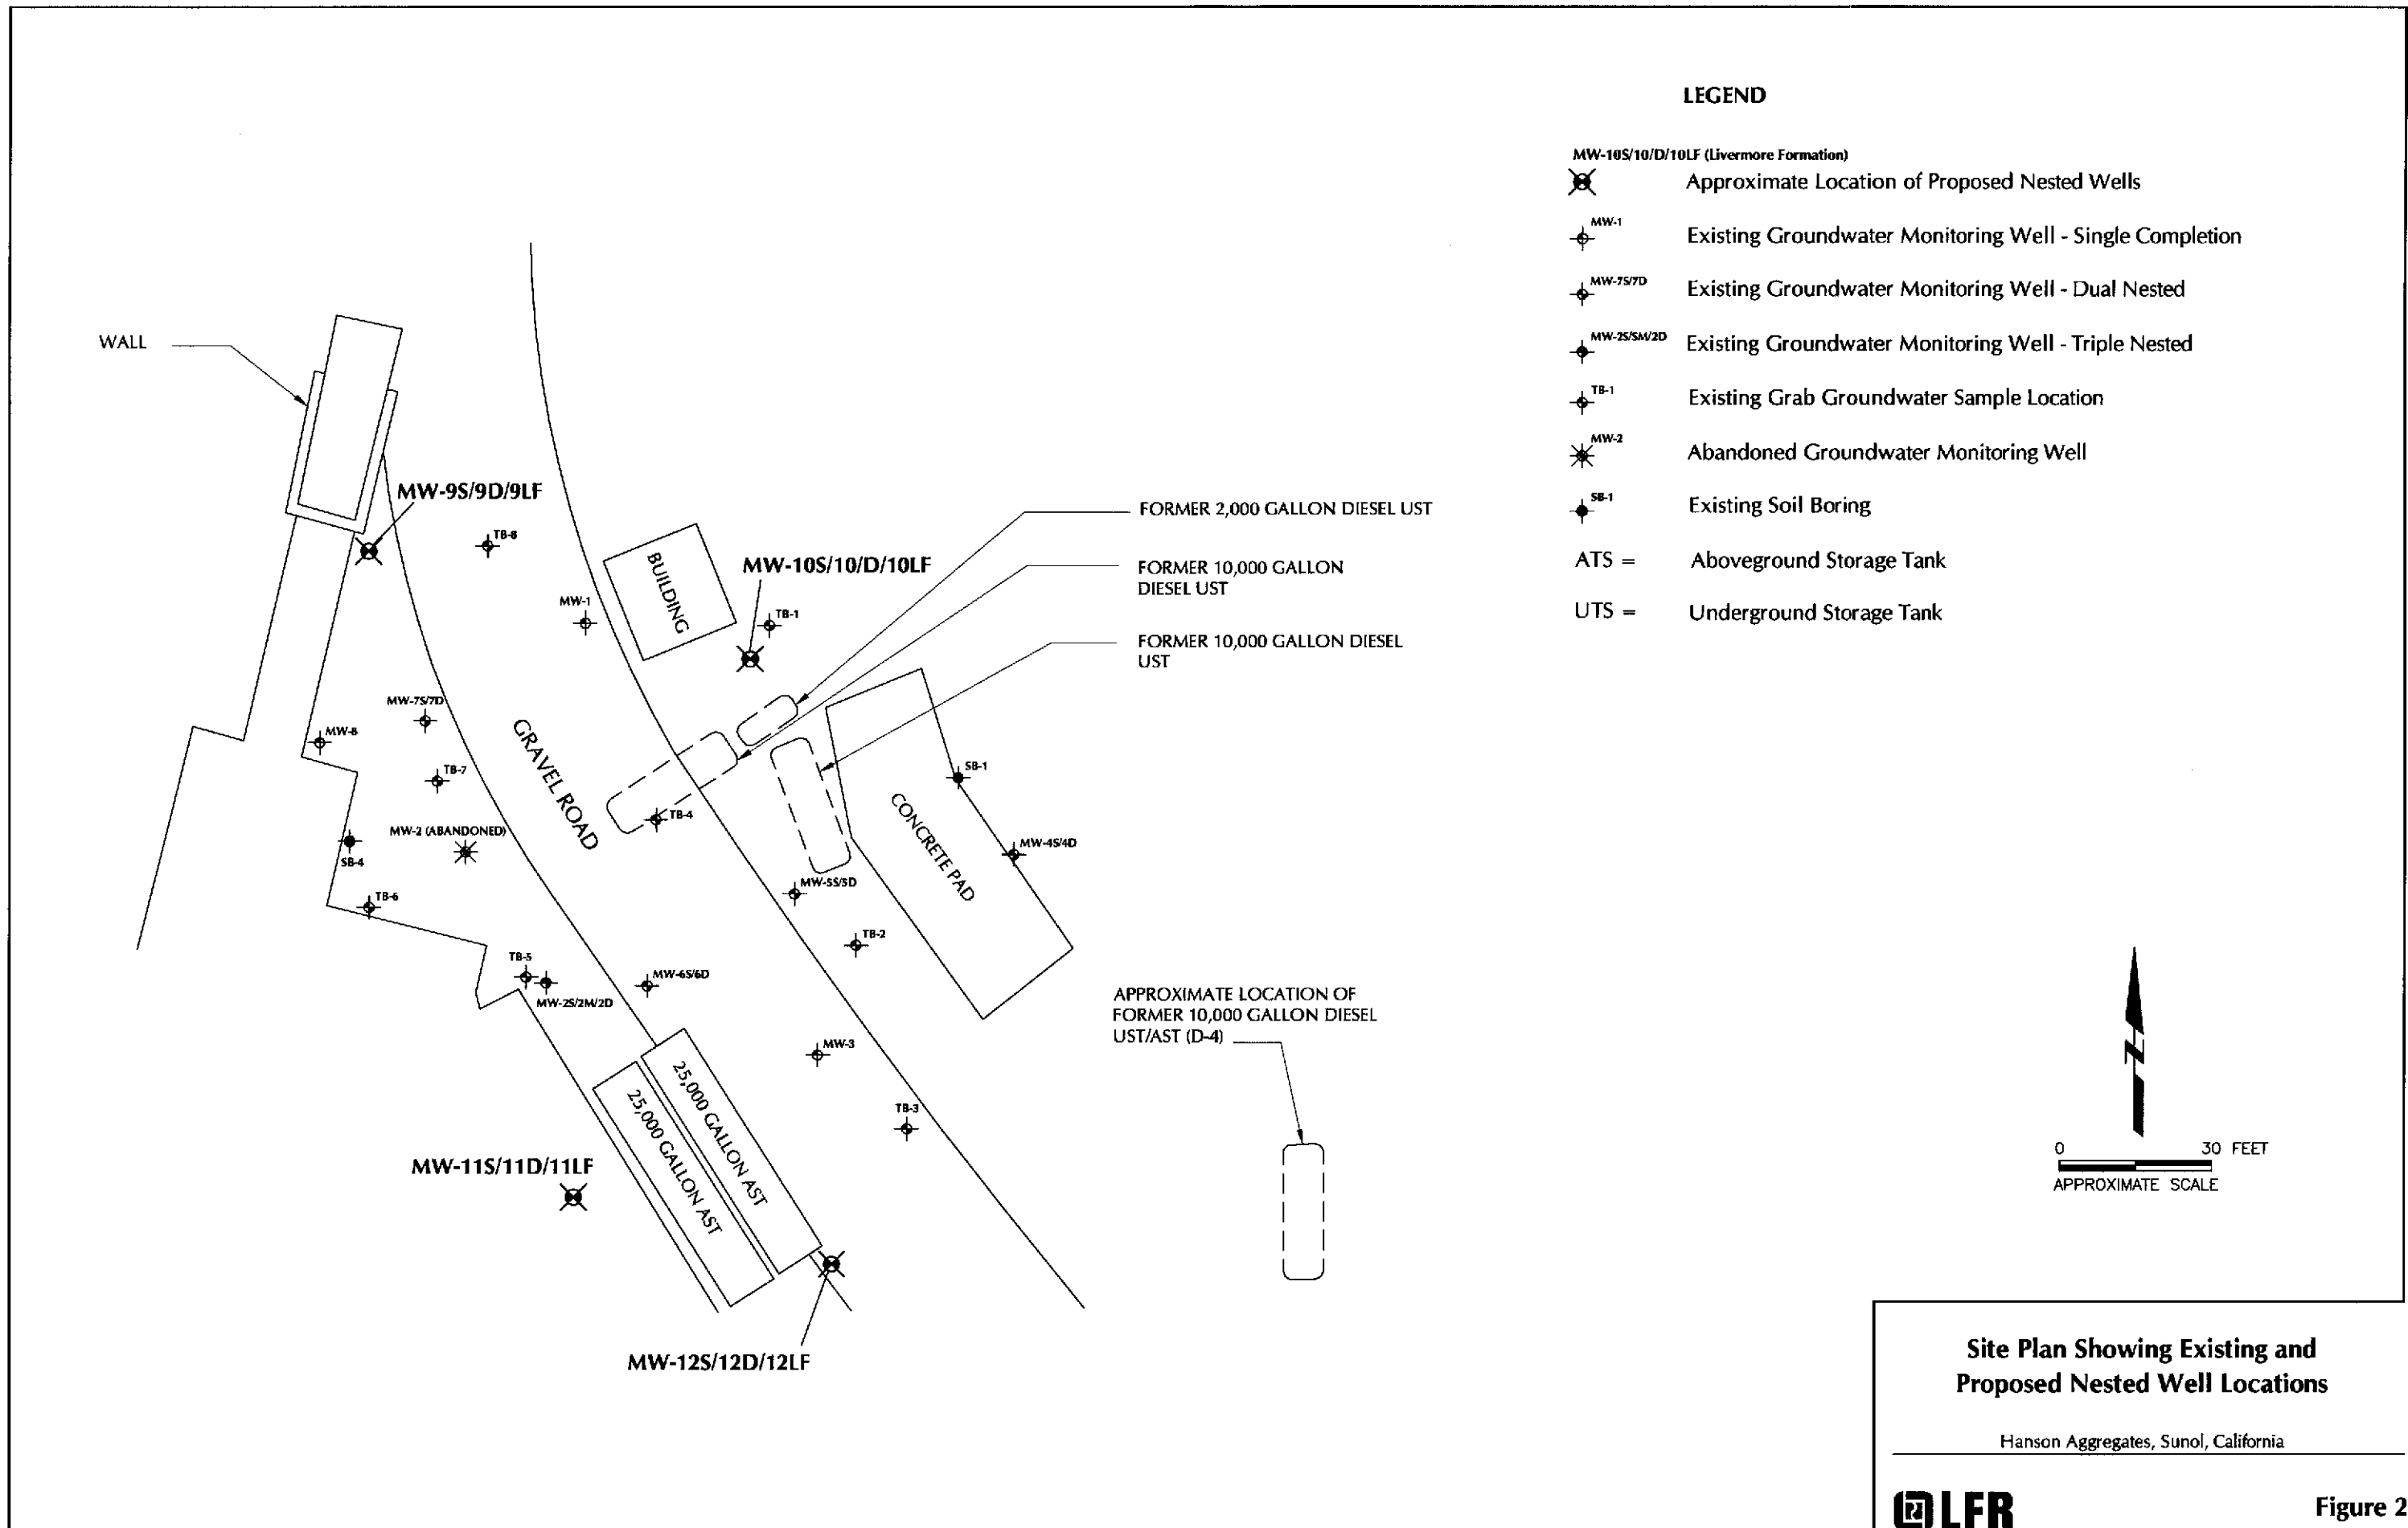 LEGEND
MW-10S/10/D/10LF (Livermore Formation)
Approximate Location of Proposed Nested Wells
MW-1
Existing Groundwater Monitoring Well - Single Completion
MW-7S/7D
Existing Groundwater Monitoring Well - Dual Nested
MW-2S/SM/2D
Existing Groundwater Monitoring Well - Triple Nested
TB-1
Existing Grab Groundwater Sample Location
MW-2
Abandoned Groundwater Monitoring Well
SB-1
Existing Soil Boring
ATS =
Aboveground Storage Tank
UTS =
Underground Storage Tank
WALL
MW-9S/9D/9LF
TB-8
FORMER 2,000 GALLON DIESEL UST
BUILDING
MW-10S/10/D/10LF
FORMER 10,000 GALLON
DIESEL UST
MW-1
TB-1
FORMER 10,000 GALLON DIESEL
UST
MW-7S/7D
MW-8
GRAVEL ROAD
TB-7
SB-1
TB-4
CONCRETE PAD
MW-2 (ABANDONED)
MW-4S/4D
SB-4
MW-5S/5D
TB-6
TB-2
TB-5
MW-6S/6D
MW-2S/2M/2D
APPROXIMATE LOCATION OF
FORMER 10,000 GALLON DIESEL
UST/AST (D-4)
MW-3
25,000 GALLON AST
25,000 GALLON AST
TB-3
MW-11S/11D/11LF
MW-12S/12D/12LF
N
0 30 FEET
APPROXIMATE SCALE
Site Plan Showing Existing and
Proposed Nested Well Locations
Hanson Aggregates, Sunol, California
LFR
Figure 2